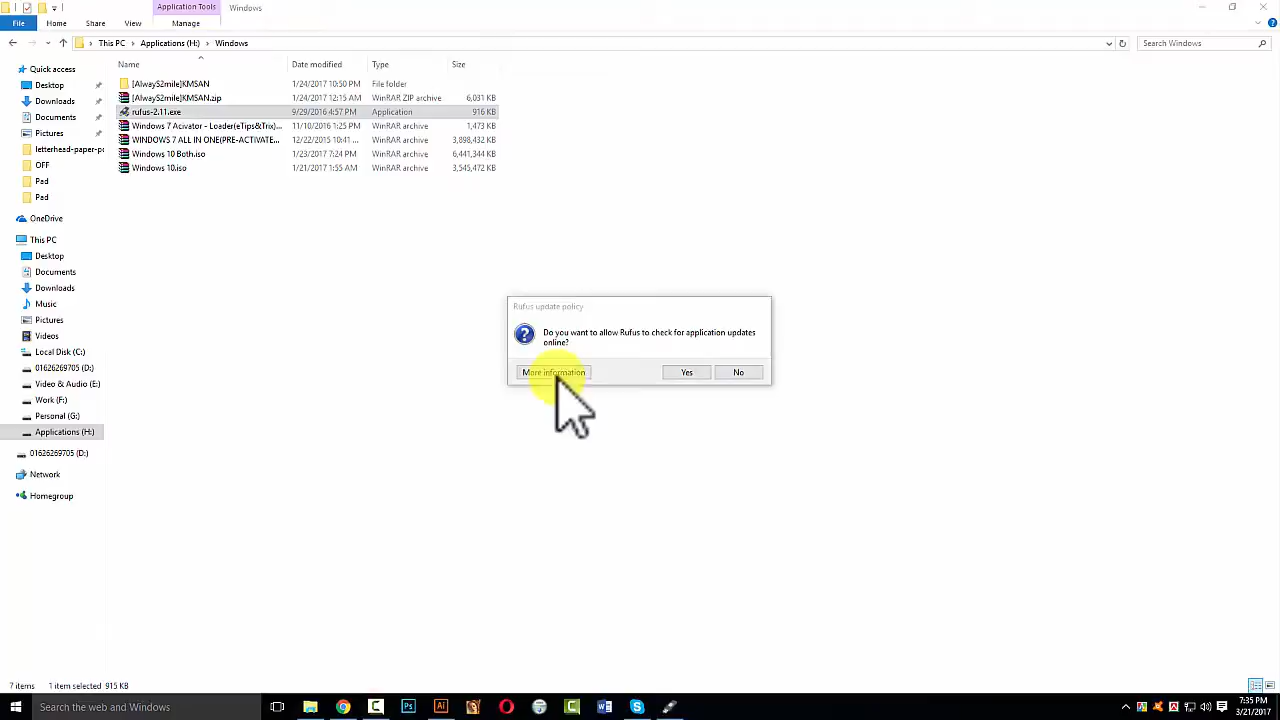 Application Tools
Windows
File
Home
Share
View
Manage
This PC
Applications (H:)
Windows
Search Windows
Name
Date modified
Type
Size
[AlwayS2mile]KMSAN
1/24/2017 10:50 PM
File folder
[AlwayS2mile]KMSAN.zip
1/24/2017 12:15 AM
WinRAR ZIP archive
6,031 KB
rufus-2.11.exe
9/29/2016 4:57 PM
Application
916 KB
Windows 7 Acivator - Loader(eTips&Trix)...
11/10/2016 1:25 PM
WinRAR archive
1,473 KB
WINDOWS 7 ALL IN ONE(PRE-ACTIVATE...
12/22/2015 10:41 ...
WinRAR archive
3,898,432 KB
Windows 10 Both.iso
1/23/2017 7:24 PM
WinRAR archive
6,441,344 KB
Windows 10.iso
1/21/2017 1:55 AM
WinRAR archive
3,545,472 KB
Quick access
Desktop
Downloads
Documents
Pictures
letterhead-paper-po
OFF
Pad
Pad
OneDrive
This PC
Desktop
Documents
Downloads
Music
Pictures
Videos
Local Disk (C:)
01626269705 (D:)
Video & Audio (E:)
Work (F:)
Personal (G:)
Applications (H:)
01626269705 (D:)
Network
Homegroup
Rufus update policy
Do you want to allow Rufus to check for application updates
online?
More information
Yes
No
7 items
1 item selected 915 KB
Search the web and Windows
7:35 PM
3/21/2017